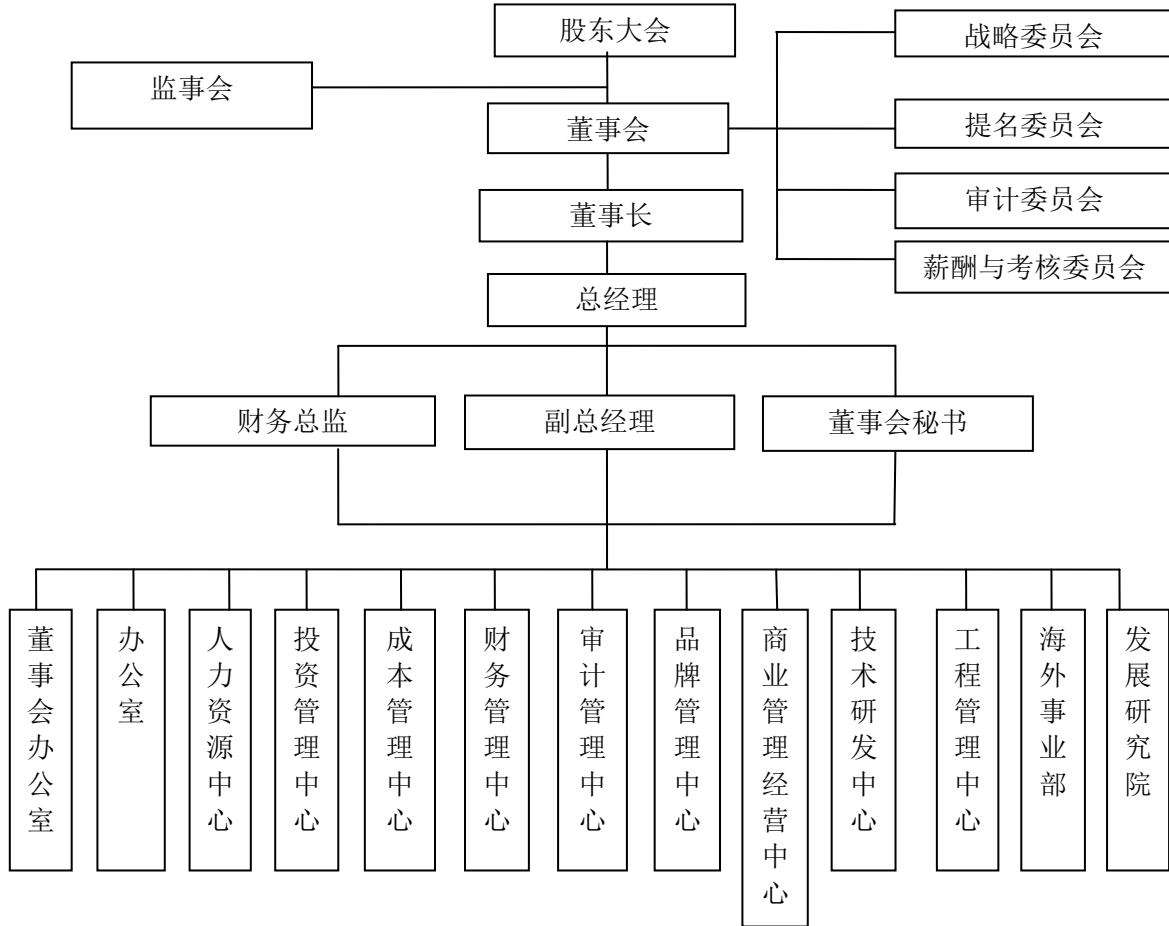 股东大会
战略委员会
监事会
董事会
提名委员会
董事长
审计委员会
总经理
薪酬与考核委员会
财务总监
副总经理
董事会秘书
董事会办公室
办公室
人力资源中心
投资管理中心
成本管理中心
财务管理中心
审计管理中心
品牌管理中心
商业管理经营中心
技术研发中心
工程管理中心
海外事业部
发展研究院